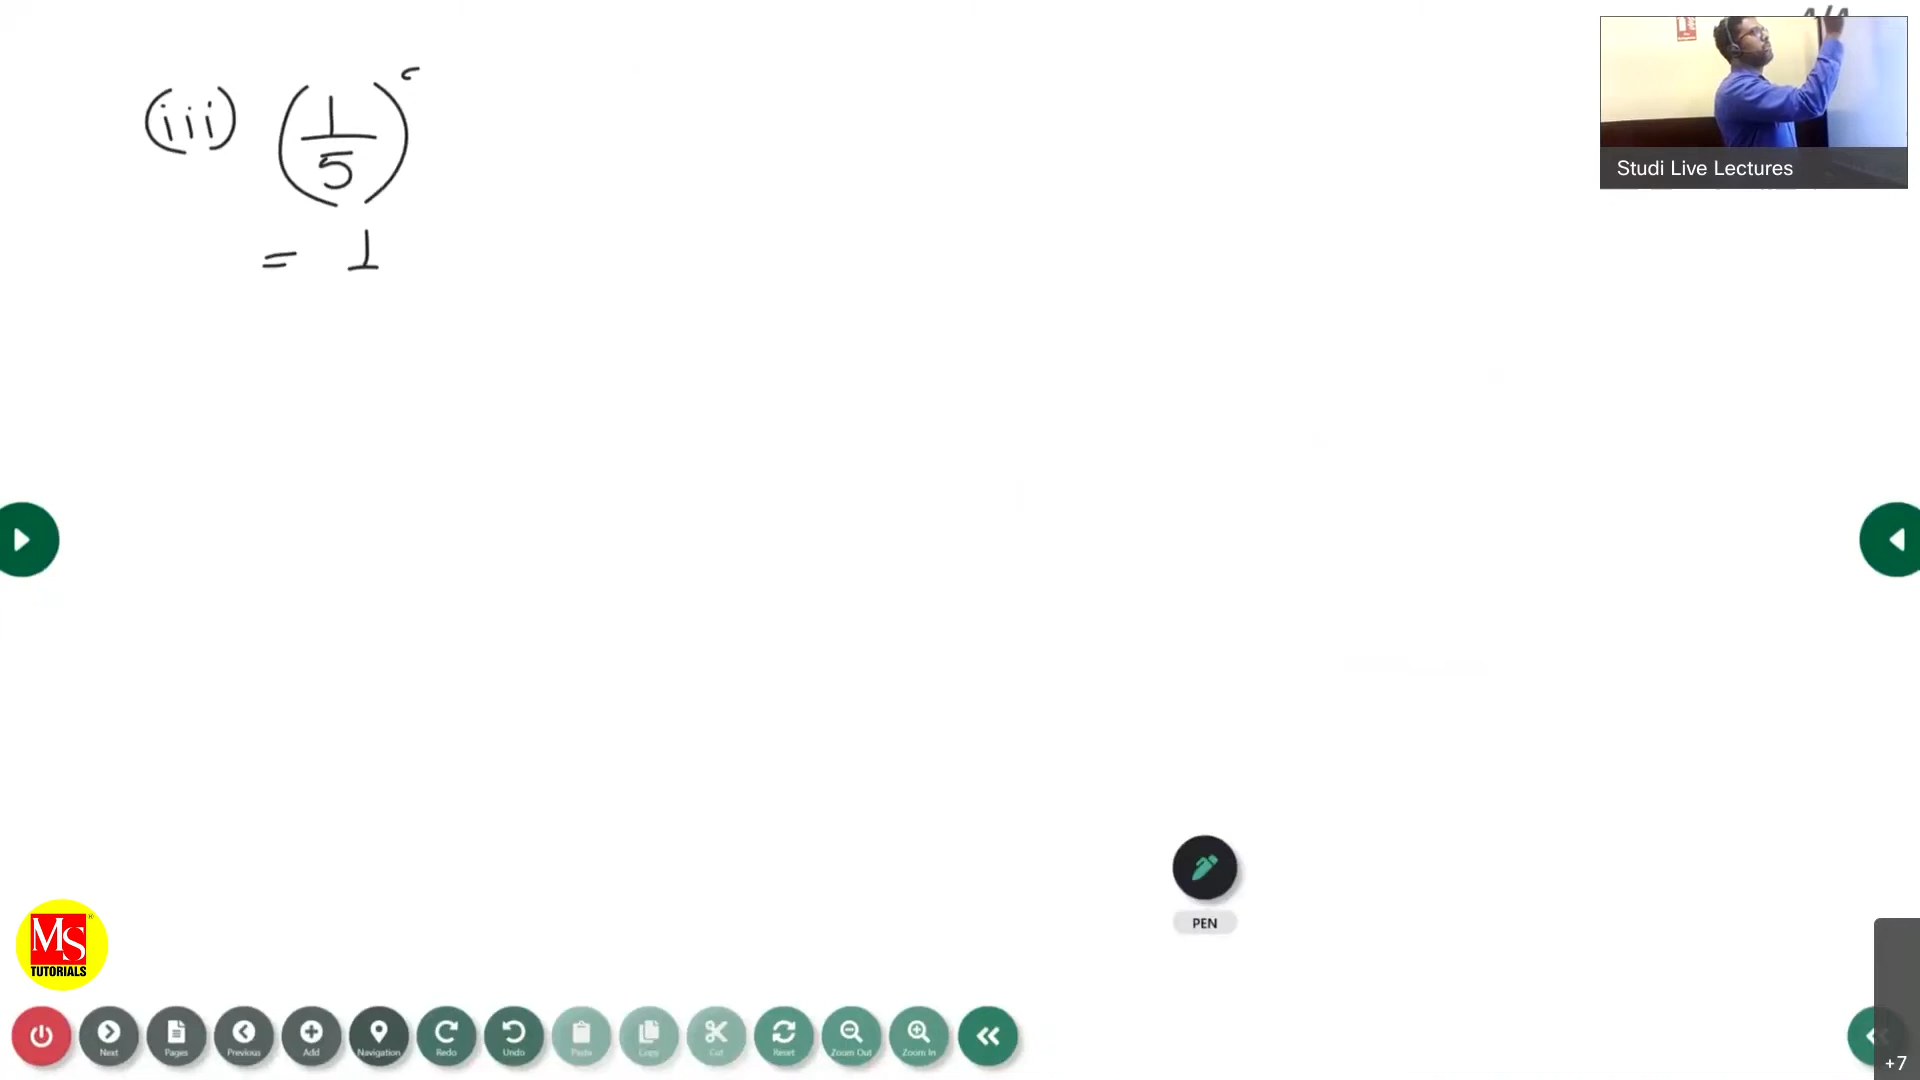 (iii) (1/5)
= 1
Studi Live Lectures
PEN
MS
TUTORIALS
Next Pages Previous Add Navigation Redo Undo Paste Copy Cut Reset Zoom Out Zoom In
+7